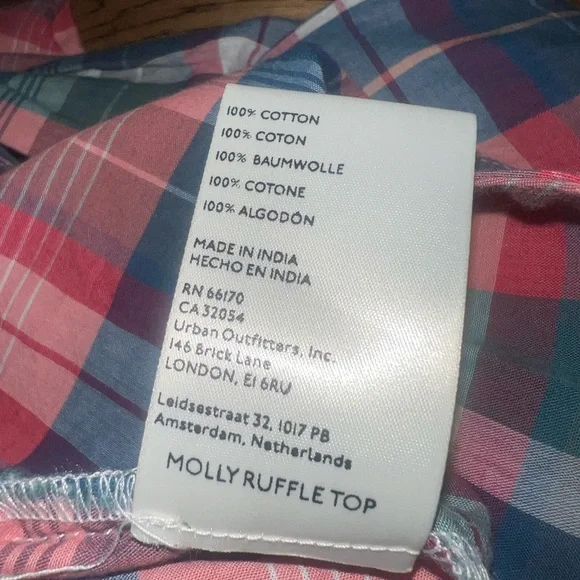 100% COTTON
100% COTON
100% BAUMWOLLE
100% COTONE
100% ALGODÓN
MADE IN INDIA
HECHO EN INDIA
RN 66170
CA 32054
Urban Outfitters, Inc.
146 Brick Lane
LONDON, E1 6RU
Leidsestraat 32, 1017 PB
Amsterdam, Netherlands
MOLLY RUFFLE TOP